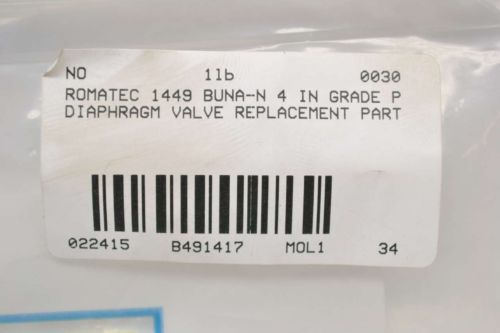 NO 1lb 0030
ROMATEC 1449 BUNA-N 4 IN GRADE P
DIAPHRAGM VALVE REPLACEMENT PART
022415 B491417 MOL1 34